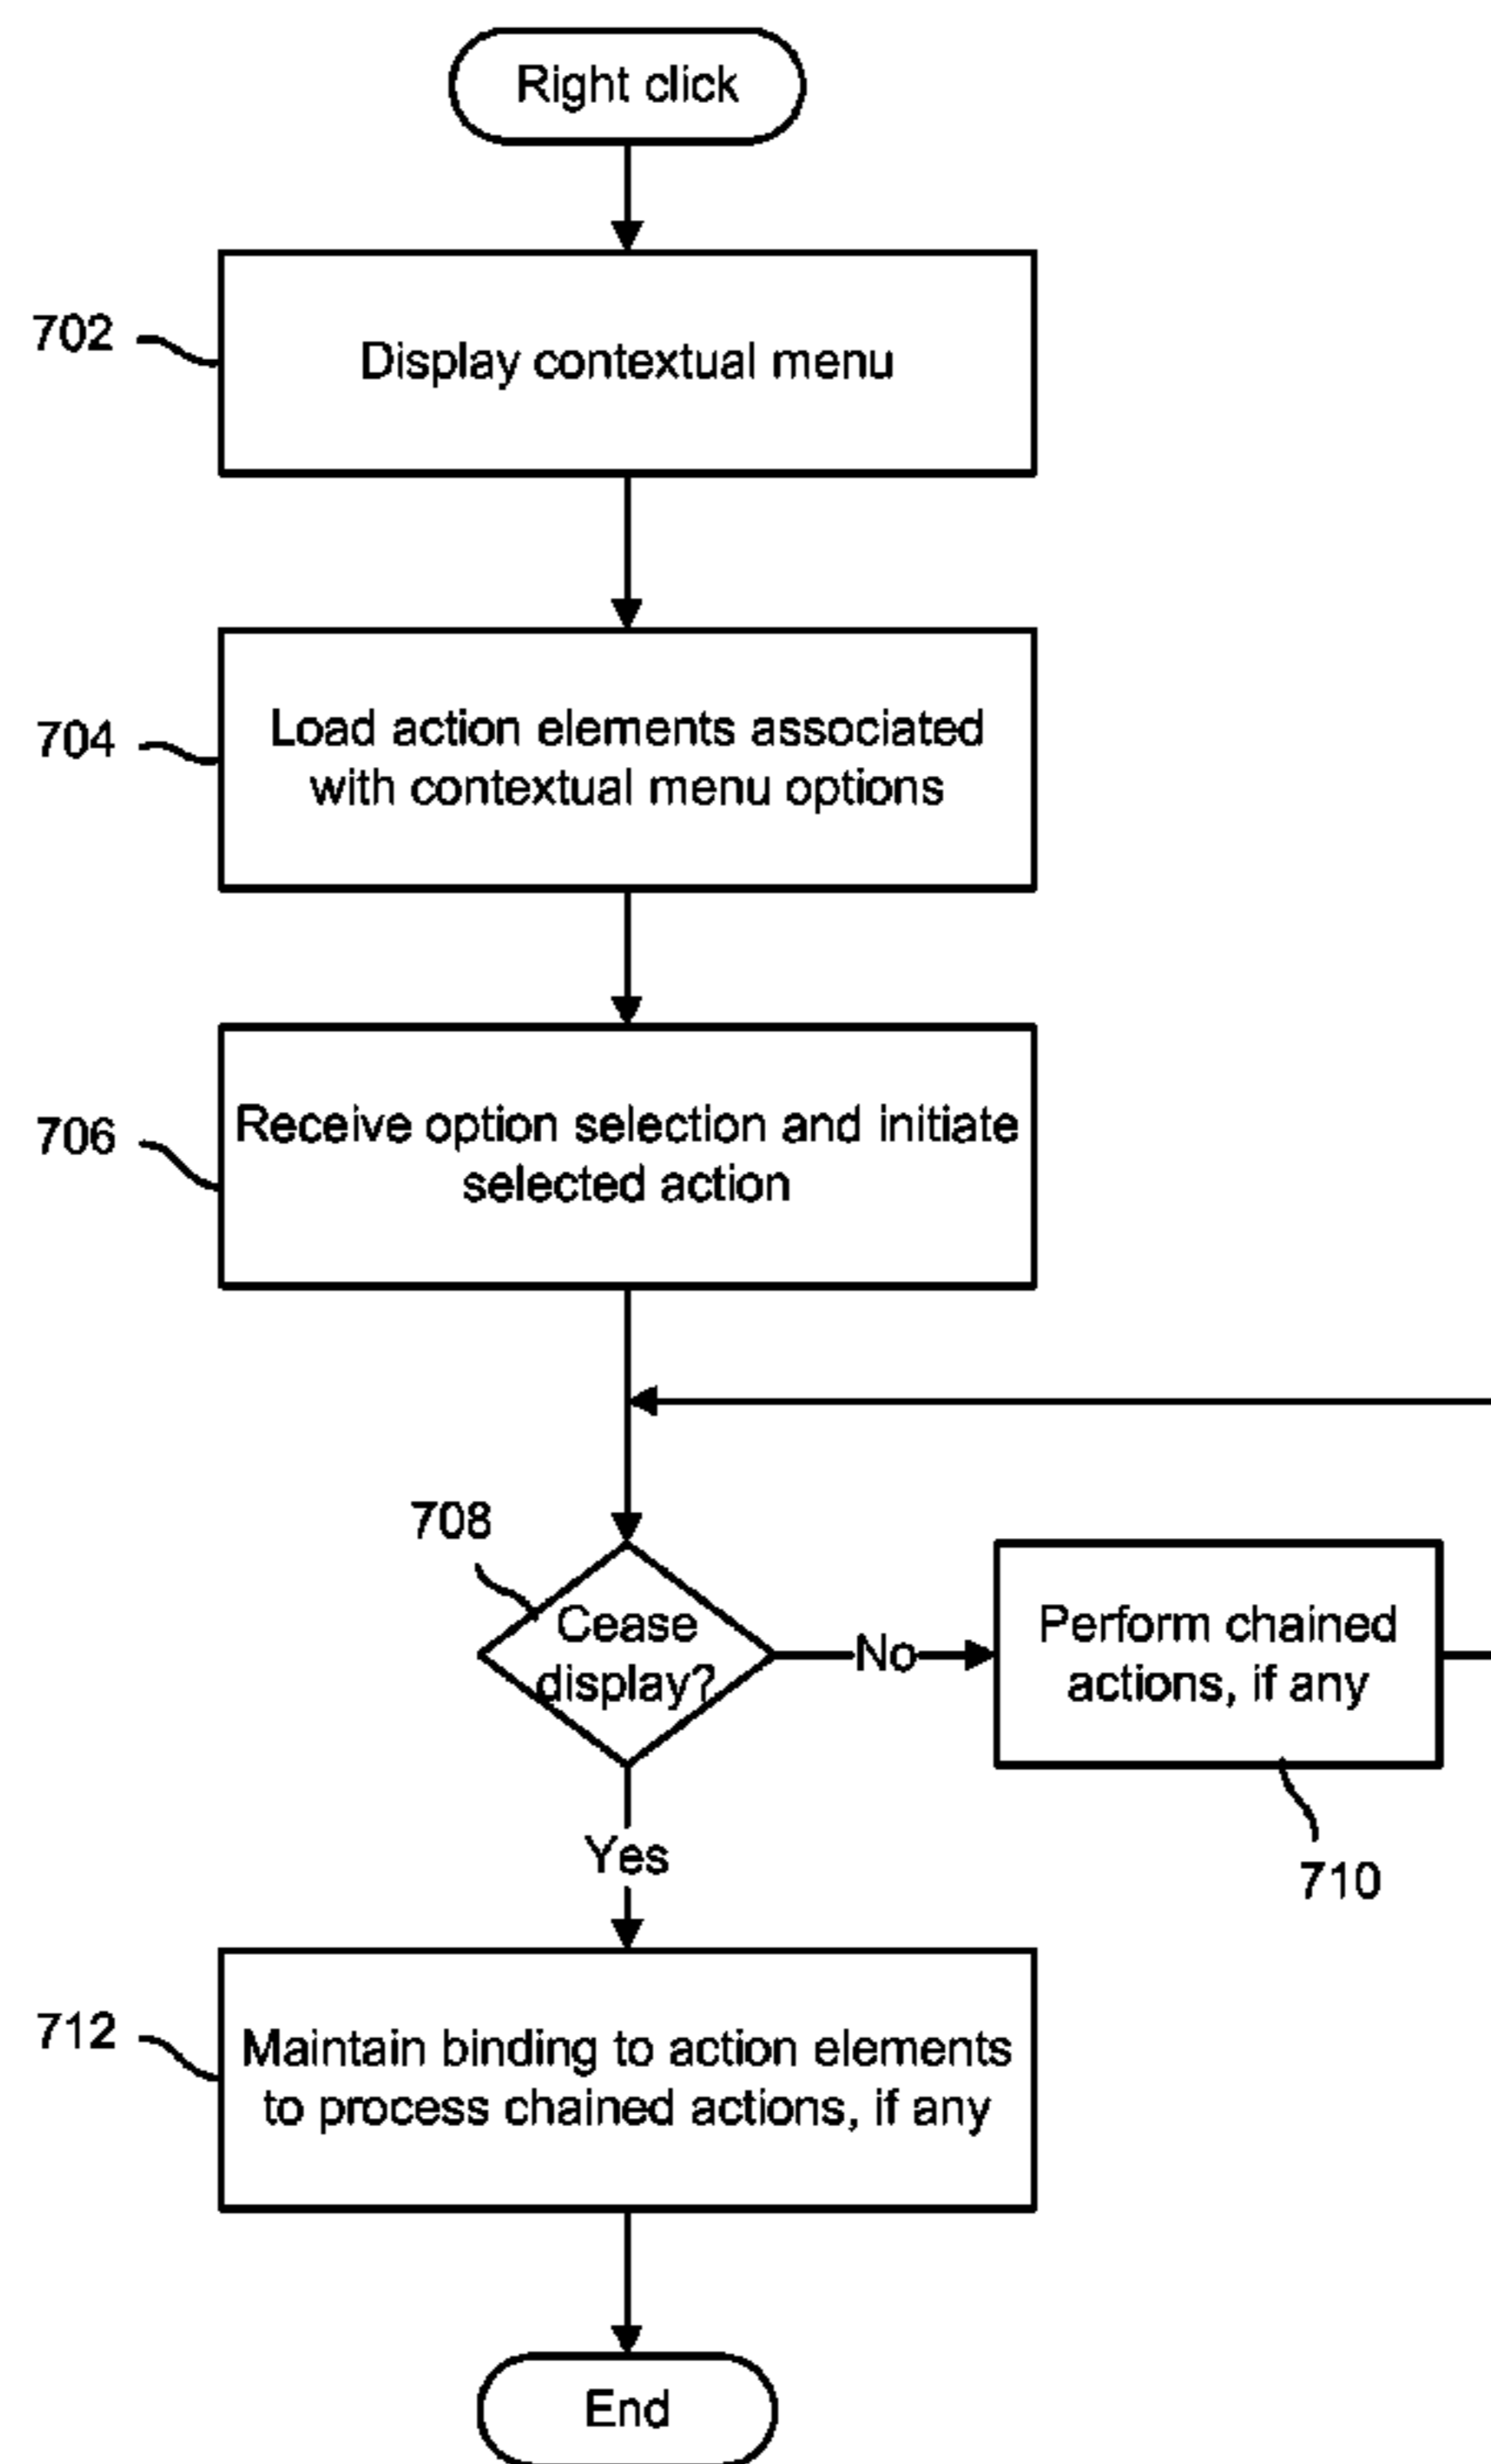 Right click
702
Display contextual menu
704
Load action elements associated
with contextual menu options
706
Receive option selection and initiate
selected action
708
Cease
display?
No
Perform chained
actions, if any
710
Yes
712
Maintain binding to action elements
to process chained actions, if any
End